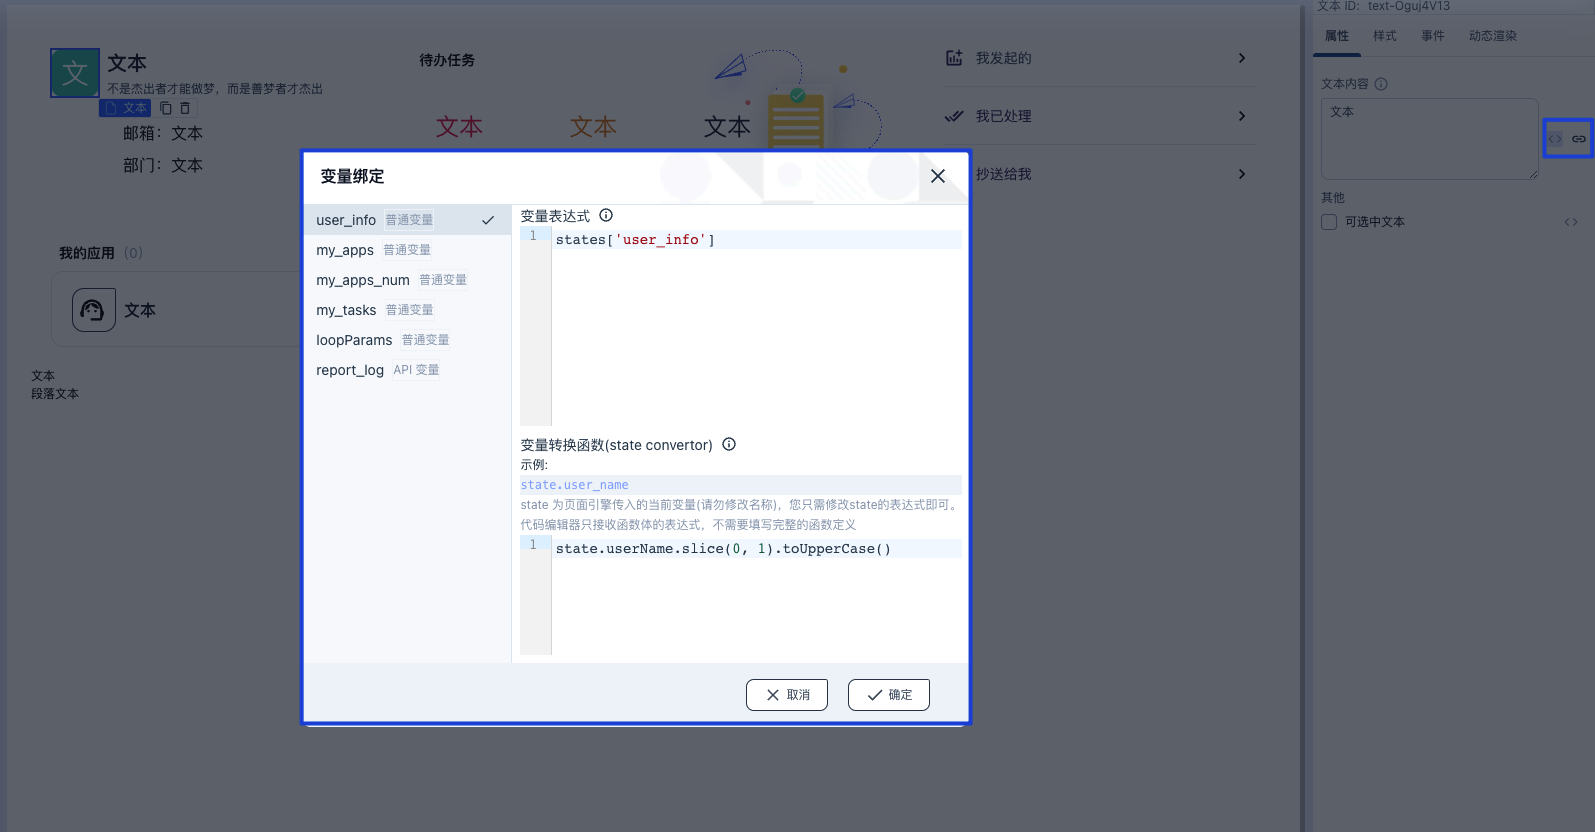 文本 ID: text-Oguj4V13
属性 样式 事件 动态渲染
文本内容
文本
其他
可选中文本
文
文本
不是杰出者才能做梦，而是善梦者才杰出
文本
邮箱：文本
部门：文本
待办任务
文本 文本 文本
我发起的
我已处理
抄送给我
我的应用 (0)
文本
文本
段落文本
变量绑定
user_info 普通变量
my_apps 普通变量
my_apps_num 普通变量
my_tasks 普通变量
loopParams 普通变量
report_log API 变量
变量表达式
1 states['user_info']
变量转换函数(state convertor)
示例:
state.user_name
state 为页面引擎传入的当前变量(请勿修改名称)，您只需修改state的表达式即可。
代码编辑器只接收函数体的表达式，不需要填写完整的函数定义
1 state.userName.slice(0, 1).toUpperCase()
取消 确定